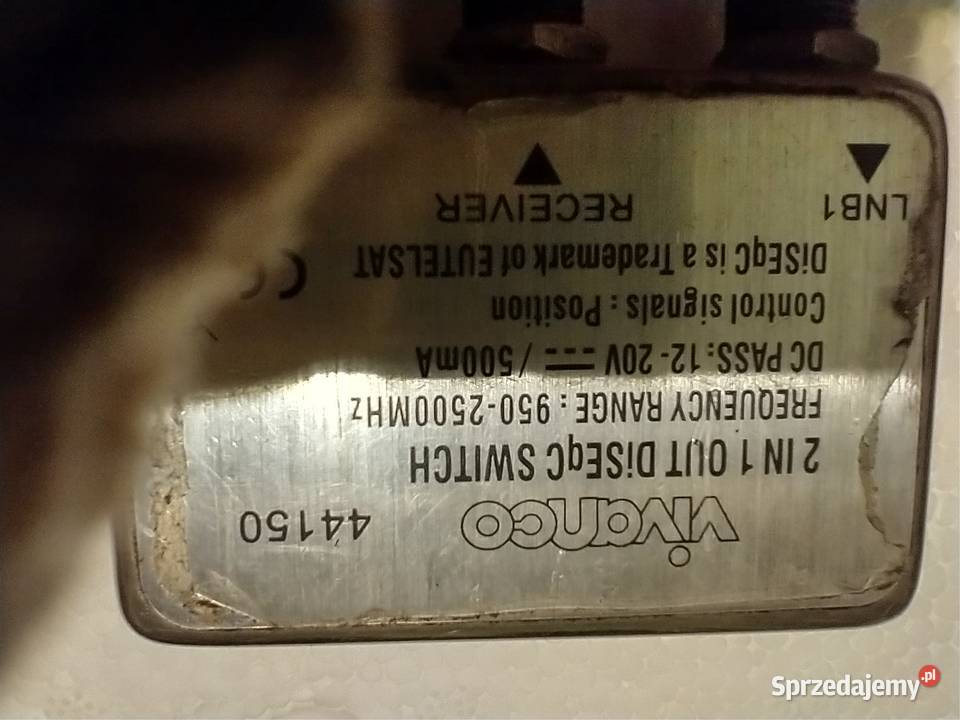 vivanco 44150
2 IN 1 OUT DiSEqC SWITCH
FREQUENCY RANGE : 950-2500MHz
DC PASS: 12- 20V / 500mA
Control signals : Position
DiSEqC is a Trademark of EUTELSAT CE
LNB1 RECEIVER
Sprzedajemy.pl